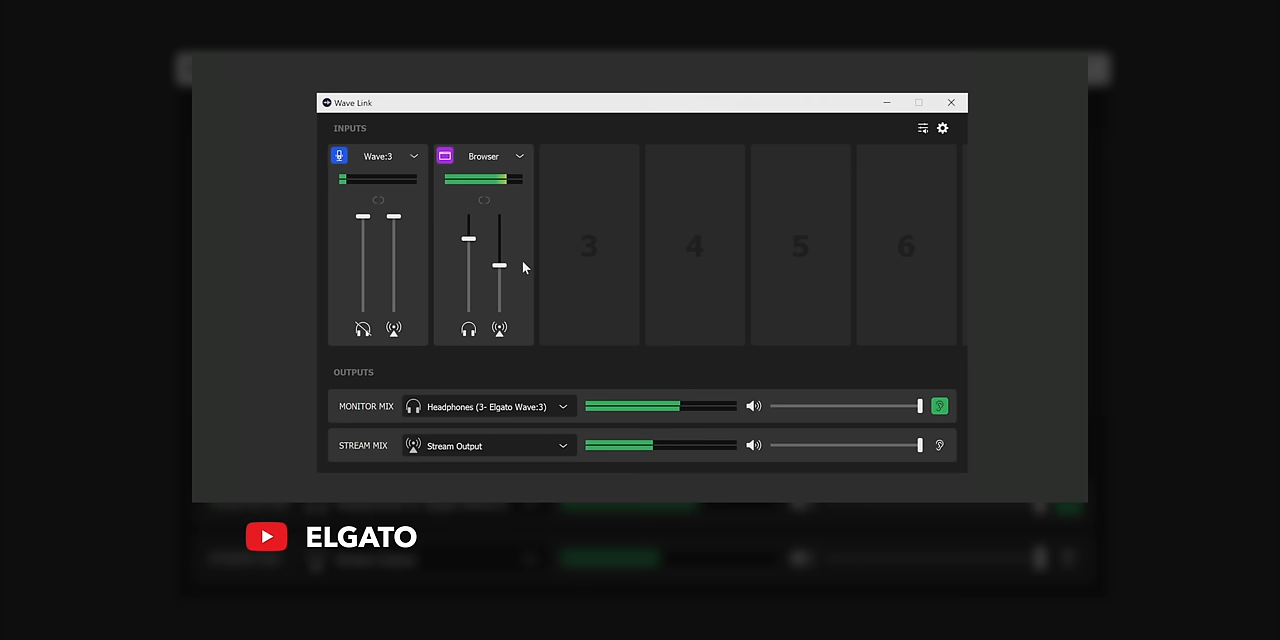 Wave Link
INPUTS
Wave:3
Browser
3
4
5
6
OUTPUTS
MONITOR MIX
Headphones (3- Elgato Wave:3)
STREAM MIX
Stream Output
ELGATO